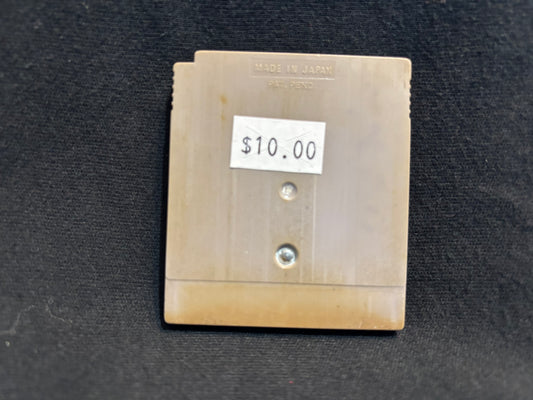 MADE IN JAPAN
PAT. PEND
$10.00